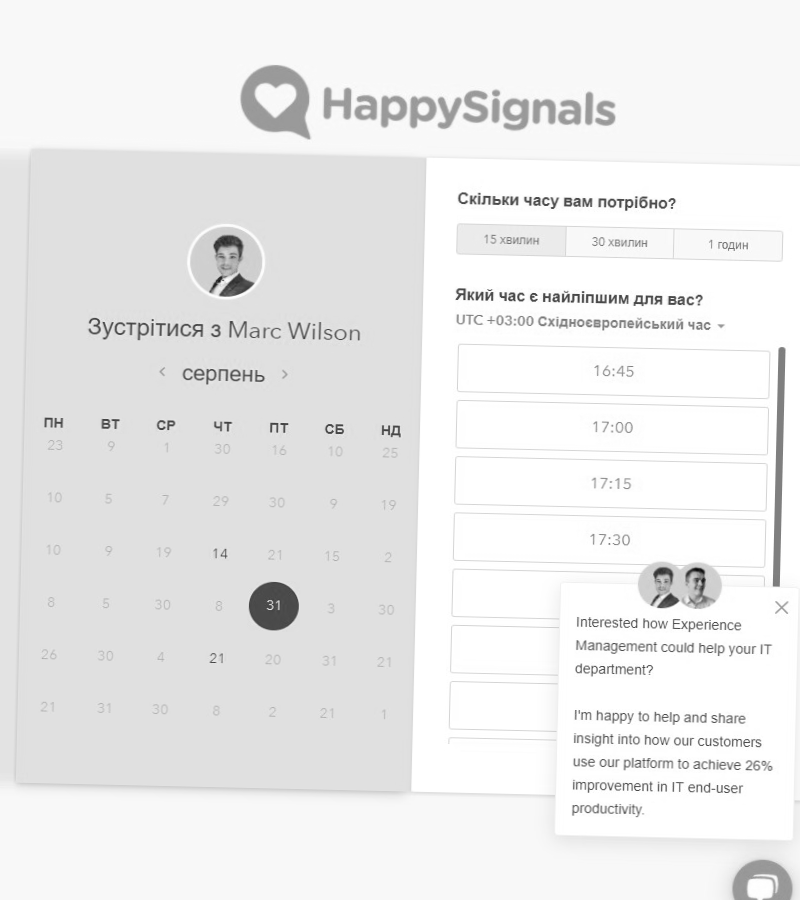 HappySignals
Зустрітися з Marc Wilson
серпень
ПН ВТ СР ЧТ ПТ СБ НД
23 9 1 30 16 10 25
10 5 7 29 30 9 19
10 9 19 14 21 15 2
8 5 30 8 31 3 30
26 30 4 21 20 31 21
21 31 30 8 2 21 1
Скільки часу вам потрібно?
15 хвилин 30 хвилин 1 годин
Який час є найліпшим для вас?
UTC +03:00 Східноєвропейський час
16:45
17:00
17:15
17:30
Interested how Experience
Management could help your IT
department?
I'm happy to help and share
insight into how our customers
use our platform to achieve 26%
improvement in IT end-user
productivity.